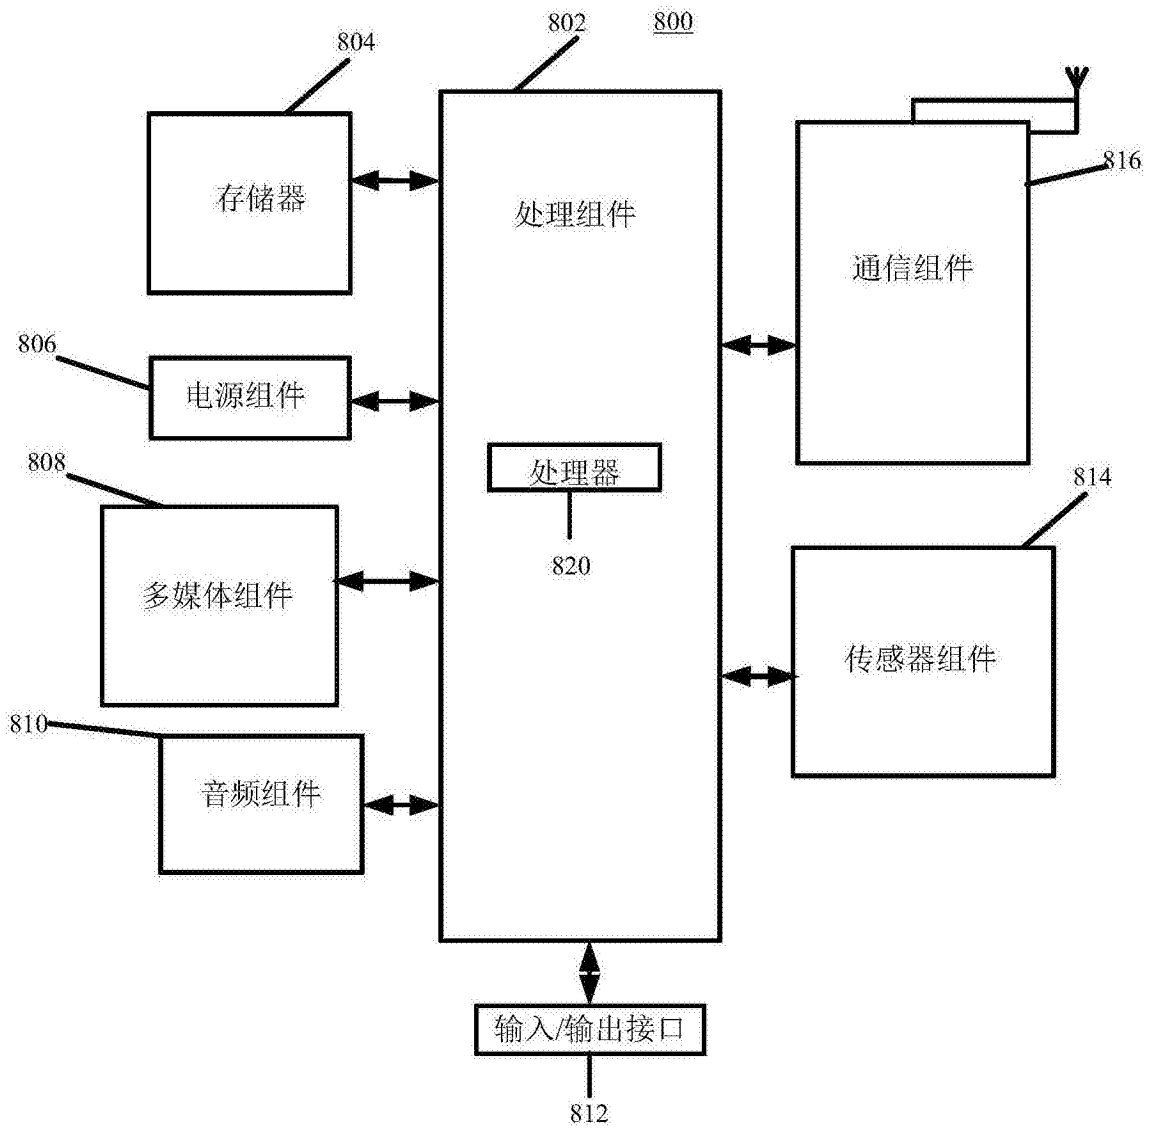 802
800
804
816
存储器
处理组件
通信组件
806
电源组件
808
处理器
814
820
多媒体组件
传感器组件
810
音频组件
输入/输出接口
812